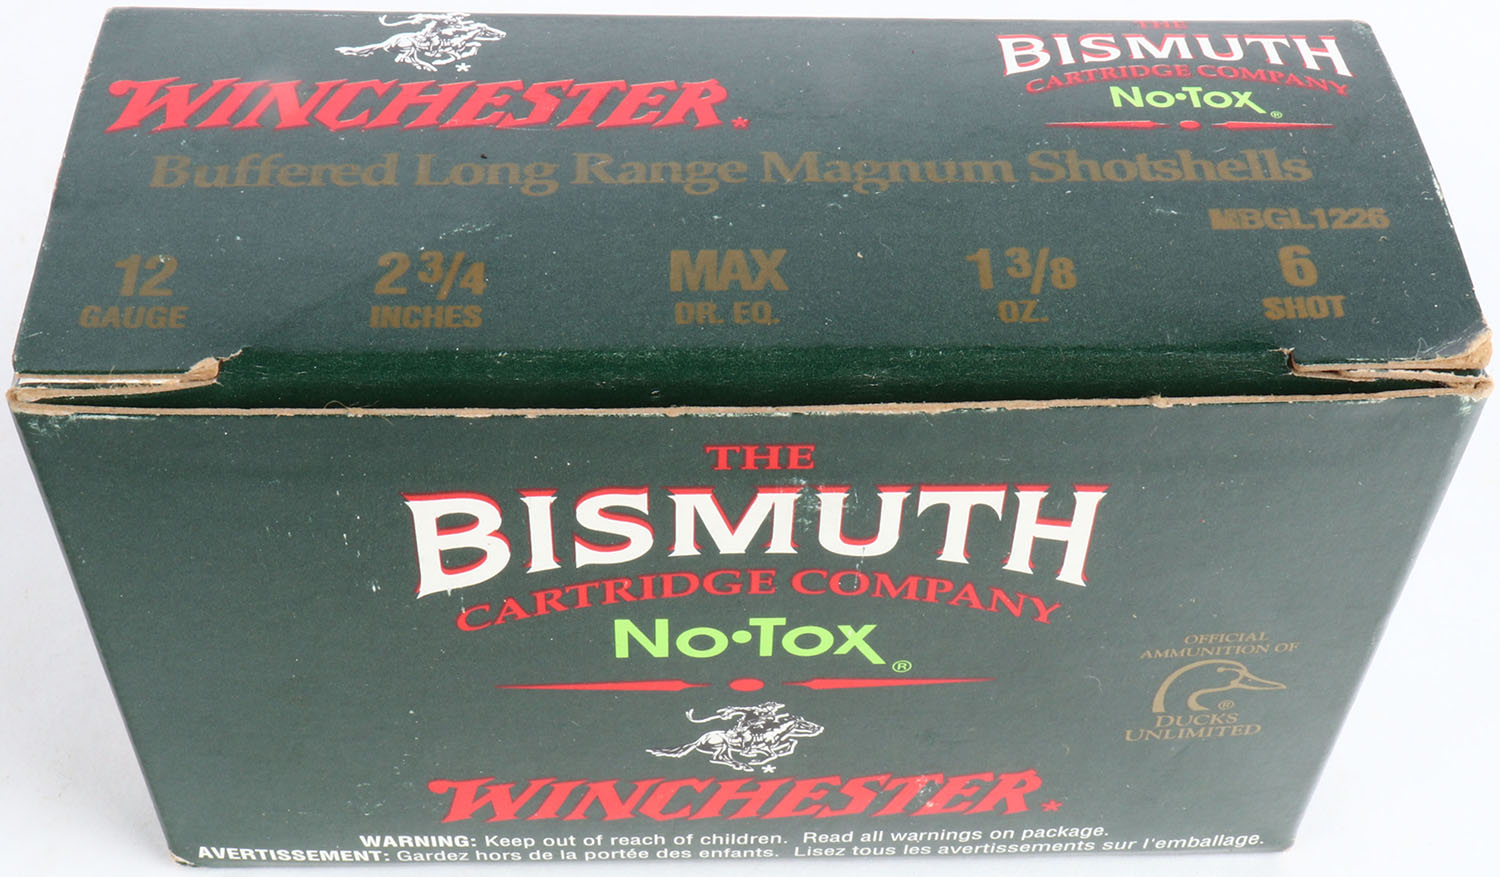 WINCHESTER*
THE
BISMUTH
CARTRIDGE COMPANY
No•Tox®
Buffered Long Range Magnum Shotshells
MBGL1226
12 2 3/4 MAX 1 3/8 6
GAUGE INCHES DR. EQ. OZ. SHOT
THE
BISMUTH
CARTRIDGE COMPANY
No•Tox®
OFFICIAL
AMMUNITION OF
®
DUCKS
UNLIMITED
*
WINCHESTER*
WARNING: Keep out of reach of children. Read all warnings on package.
AVERTISSEMENT: Gardez hors de la portée des enfants. Lisez tous les avertissements sur l'emballage.